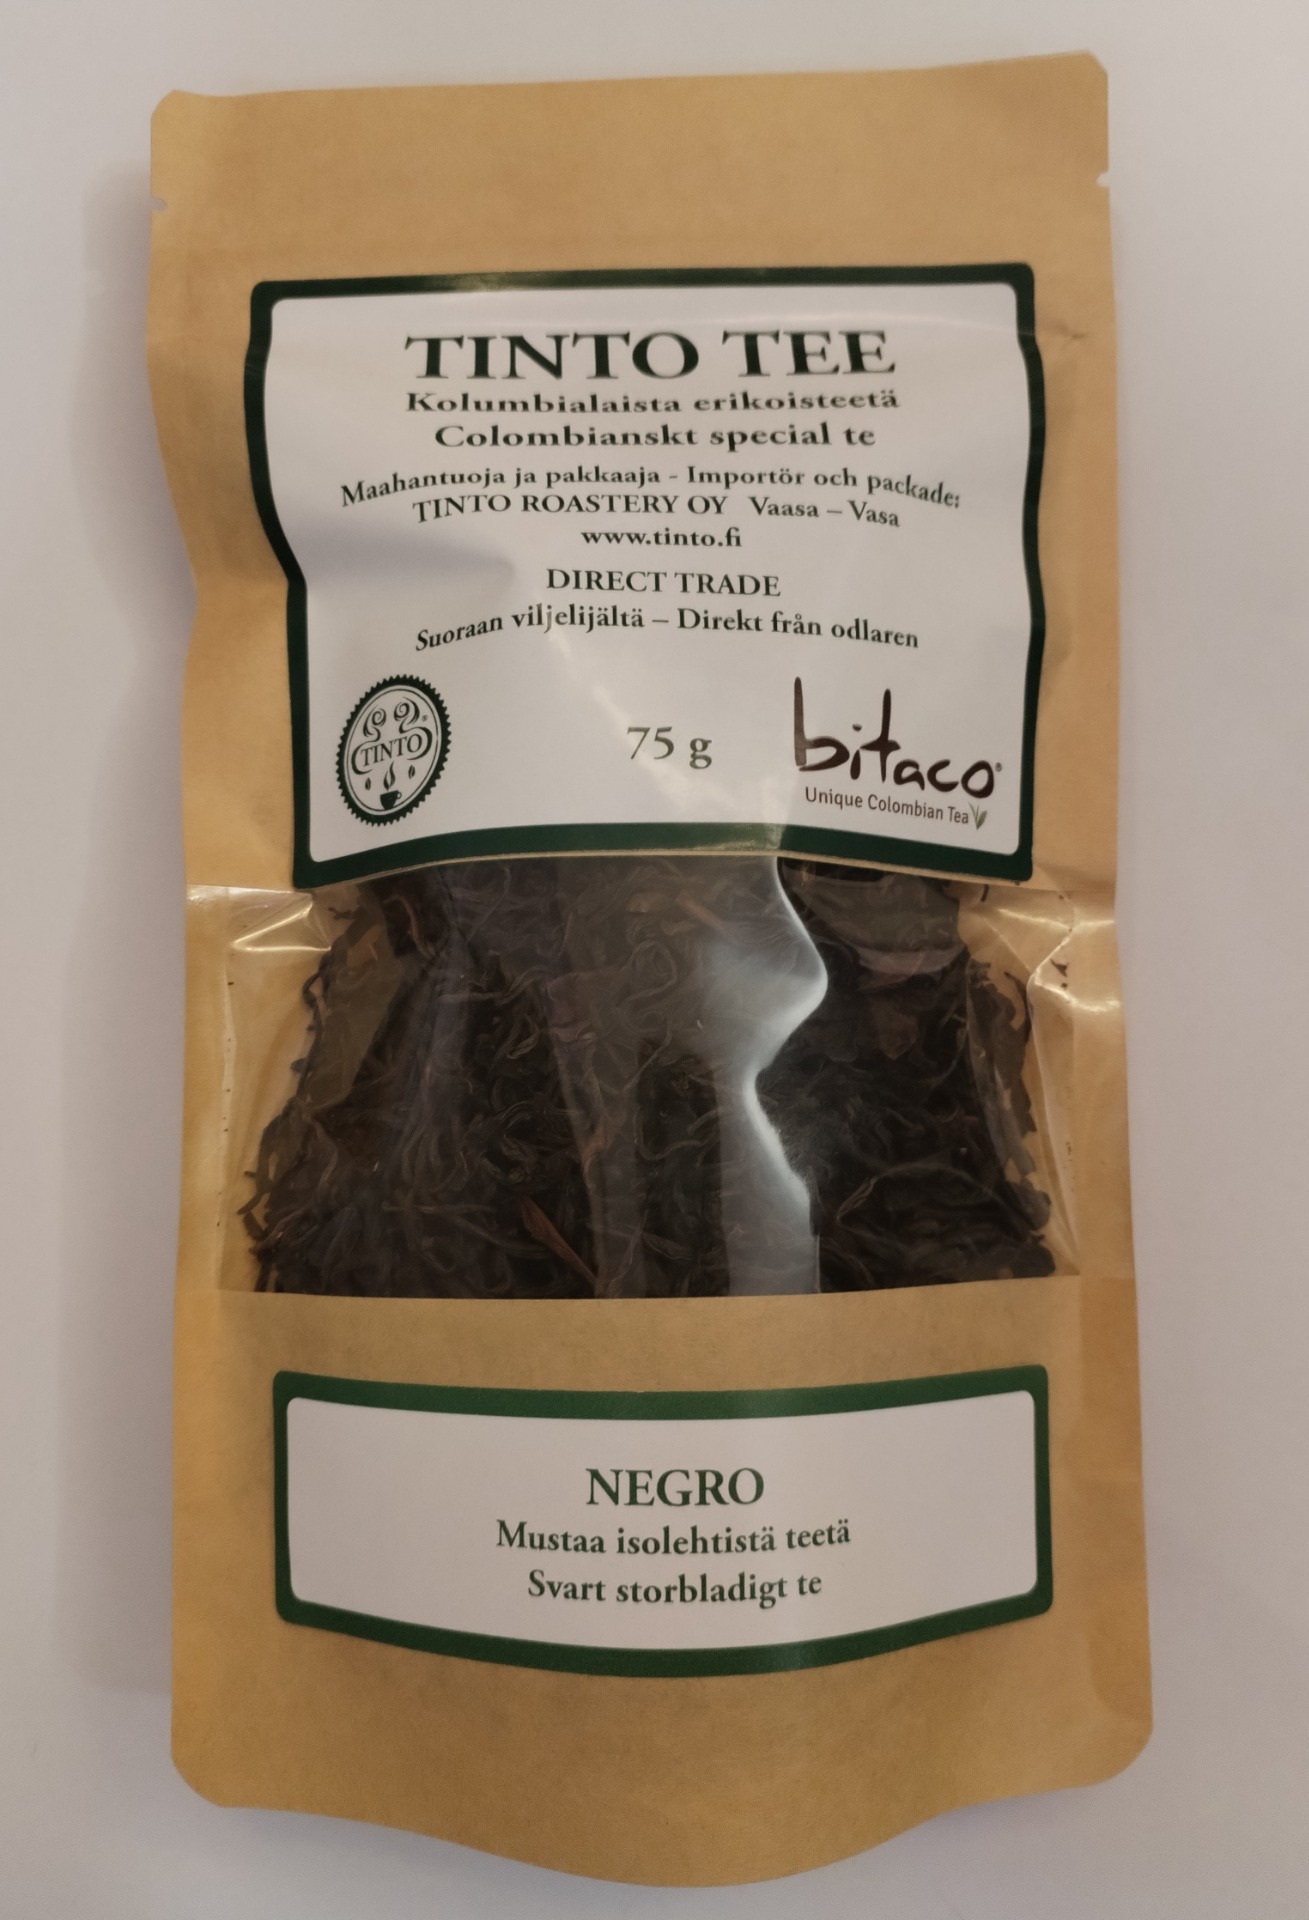 TINTO TEE
Kolumbialaista erikoisteetä
Colombianskt special te
Maahantuoja ja pakkaaja - Importör och packade:
TINTO ROASTERY OY Vaasa – Vasa
www.tinto.fi
DIRECT TRADE
Suoraan viljelijältä – Direkt från odlaren
TINTO
®
75 g
bitaco®
Unique Colombian Tea
NEGRO
Mustaa isolehtistä teetä
Svart storbladigt te